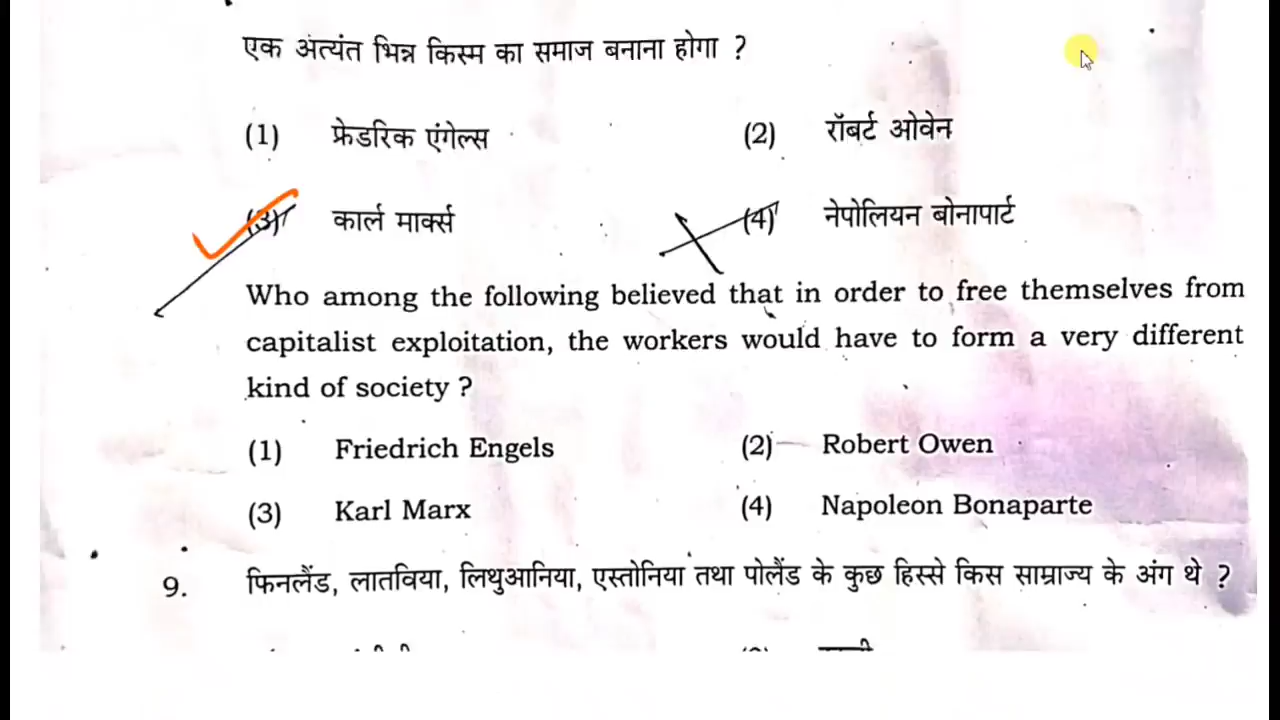 एक अत्यंत भिन्न किस्म का समाज बनाना होगा ?
(1) फ्रेडरिक एंगेल्स (2) रॉबर्ट ओवेन
(3) कार्ल मार्क्स (4) नेपोलियन बोनापार्ट
Who among the following believed that in order to free themselves from
capitalist exploitation, the workers would have to form a very different
kind of society ?
(1) Friedrich Engels (2) Robert Owen
(3) Karl Marx (4) Napoleon Bonaparte
9. फिनलैंड, लातविया, लिथुआनिया, एस्तोनिया तथा पोलैंड के कुछ हिस्से किस साम्राज्य के अंग थे ?